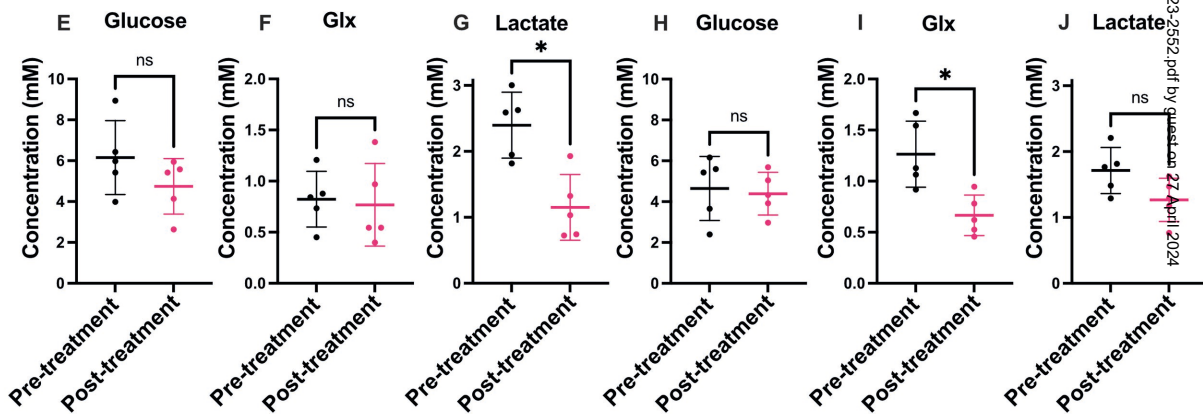 E Glucose
ns
Concentration (mM)
10
8
6
4
2
0
Pre-treatment
Post-treatment
F Glx
ns
Concentration (mM)
2.0
1.5
1.0
0.5
0.0
Pre-treatment
Post-treatment
G Lactate
*
Concentration (mM)
3
2
1
0
Pre-treatment
Post-treatment
H Glucose
ns
Concentration (mM)
10
8
6
4
2
0
Pre-treatment
Post-treatment
I Glx
*
Concentration (mM)
2.0
1.5
1.0
0.5
0.0
Pre-treatment
Post-treatment
J Lactate
ns
Concentration (mM)
3
2
1
0
Pre-treatment
Post-treatment
23-2552.pdf by guest on 27 April 2024